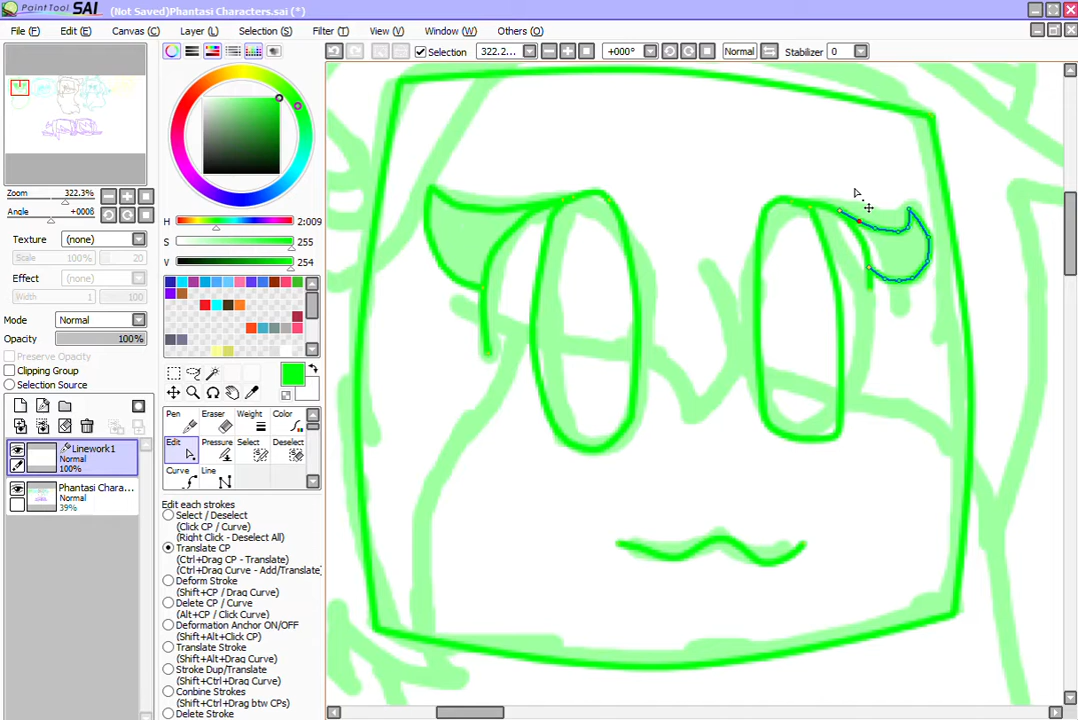 PaintTool SAI (Not Saved)Phantasi Characters.sai (*)
File (F) Edit (E) Canvas (C) Layer (L) Selection (S) Filter (T) View (V) Window (W) Others (O)
Selection 322.2... +000° Normal Stabilizer 0
Zoom 322.3%
Angle +000θ
Texture (none)
Scale 100% 20
Effect (none)
Width 1 100
Mode Normal
Opacity 100%
Preserve Opacity
Clipping Group
Selection Source
Linework1
Normal
100%
Phantasi Chara...
Normal
39%
H 2:009
S 255
V 254
Pen Eraser Weight Color
Edit Pressure Select Deselect
Curve Line
Edit each strokes
Select / Deselect
(Click CP / Curve)
(Right Click - Deselect All)
Translate CP
(Ctrl+Drag CP - Translate)
(Ctrl+Drag Curve - Add/Translate)
Deform Stroke
(Shift+CP / Drag Curve)
Delete CP / Curve
(Alt+CP / Click Curve)
Deformation Anchor ON/OFF
(Shift+Alt+Click CP)
Translate Stroke
(Shift+Alt+Drag Curve)
Stroke Dup/Translate
(Shift+Ctrl+Drag Curve)
Combine Strokes
(Shift+Ctrl+Drag btw CPs)
Delete Stroke